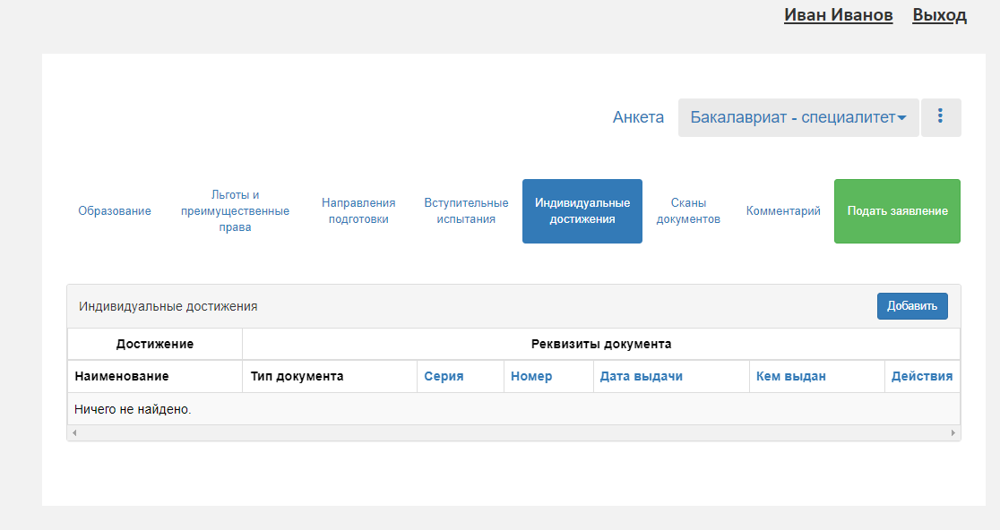 Иван Иванов Выход
Анкета Бакалавриат - специалитет
Образование
Льготы и
преимущественные
права
Направления
подготовки
Вступительные
испытания
Индивидуальные
достижения
Сканы
документов
Комментарий
Подать заявление
Индивидуальные достижения Добавить
Достижение Реквизиты документа
Наименование Тип документа Серия Номер Дата выдачи Кем выдан Действия
Ничего не найдено.